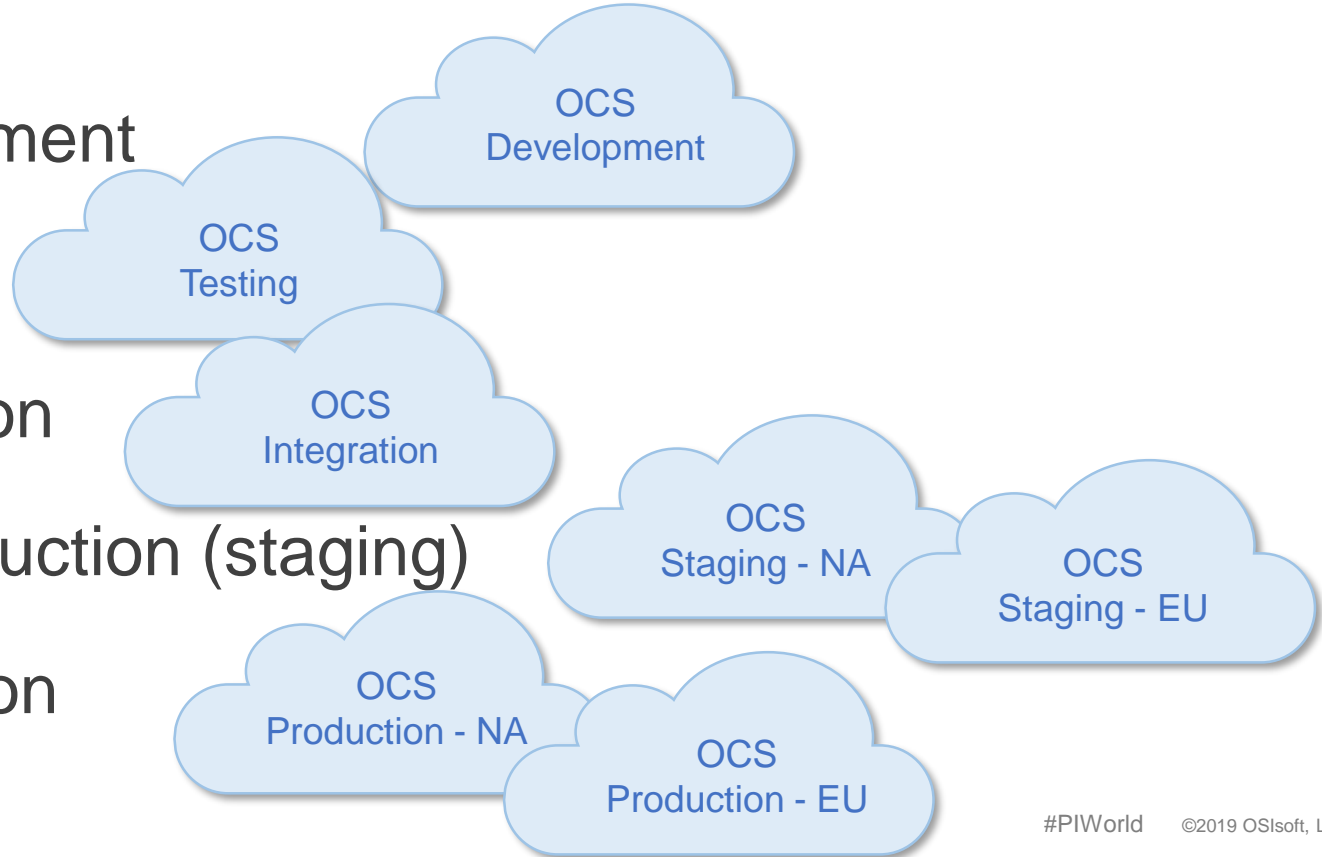 OCS
Development
ment
OCS
Testing
OCS
Integration
on
OCS
Staging - NA
uction (staging)
OCS
Staging - EU
OCS
Production - NA
on
OCS
Production - EU
#PIWorld ©2019 OSIsoft, L